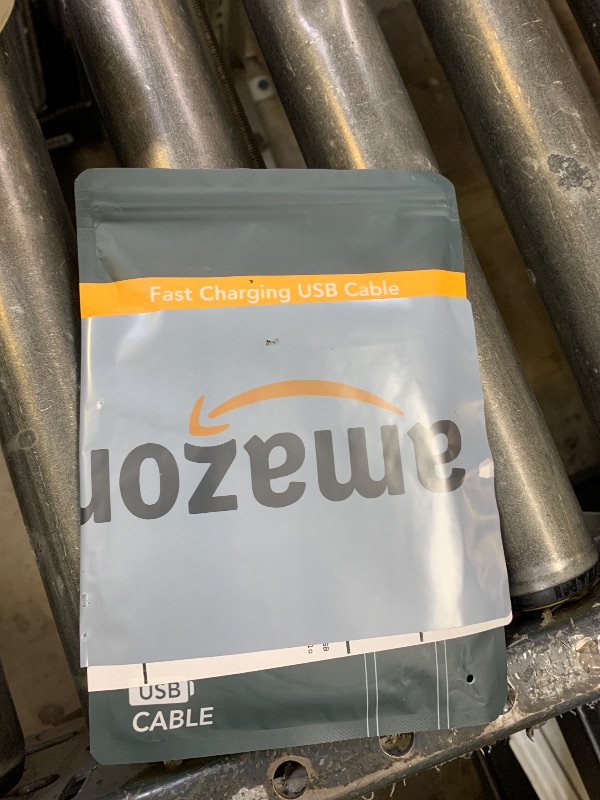 Fast Charging USB Cable
amazon
USB
CABLE